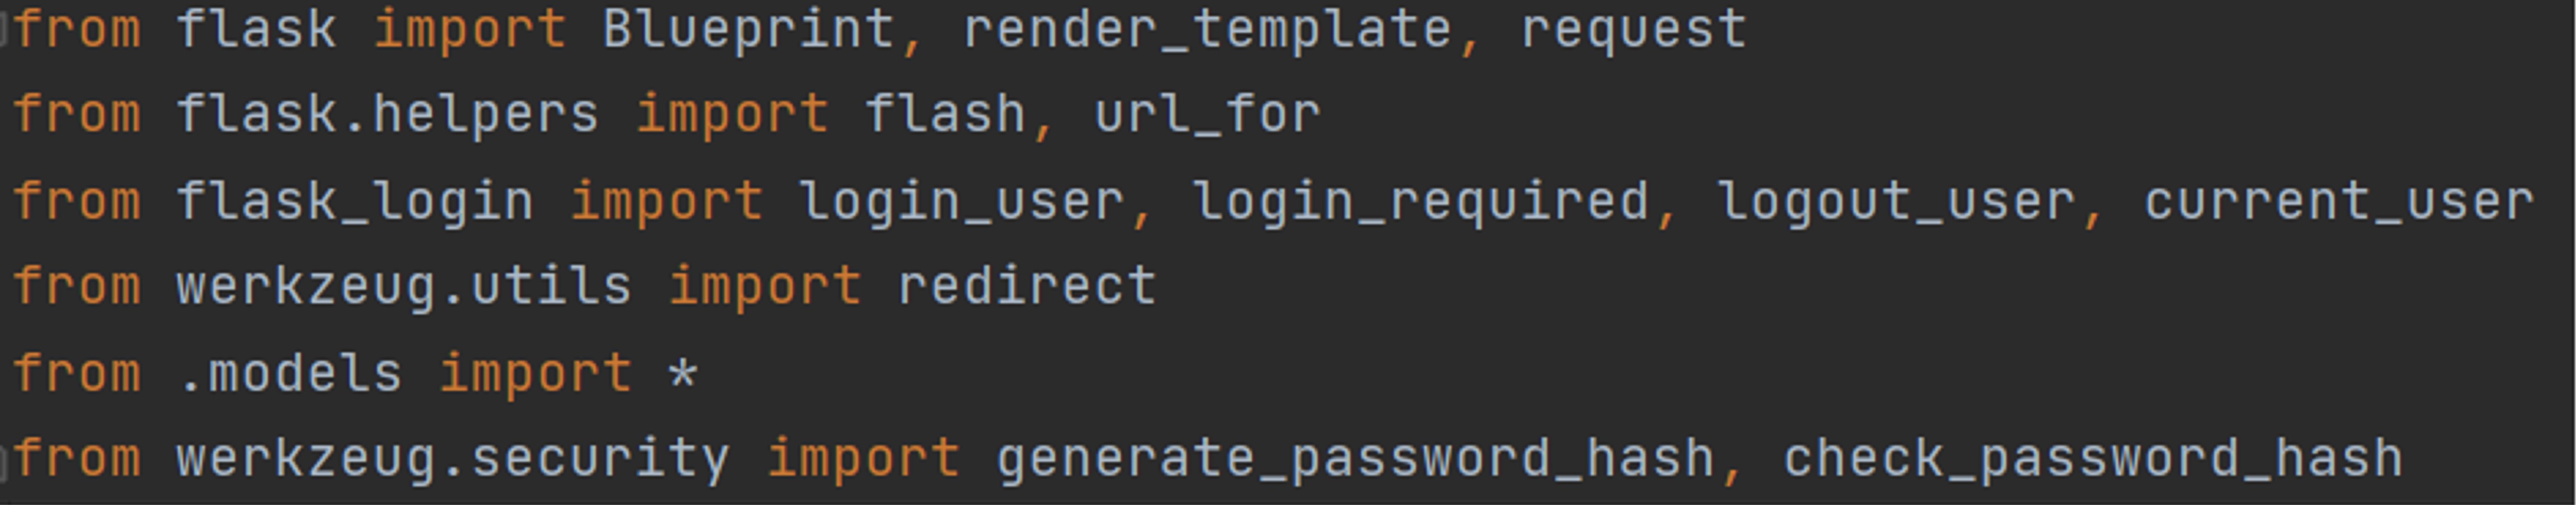 from flask import Blueprint, render_template, request
from flask.helpers import flash, url_for
from flask_login import login_user, login_required, logout_user, current_user
from werkzeug.utils import redirect
from .models import *
from werkzeug.security import generate_password_hash, check_password_hash